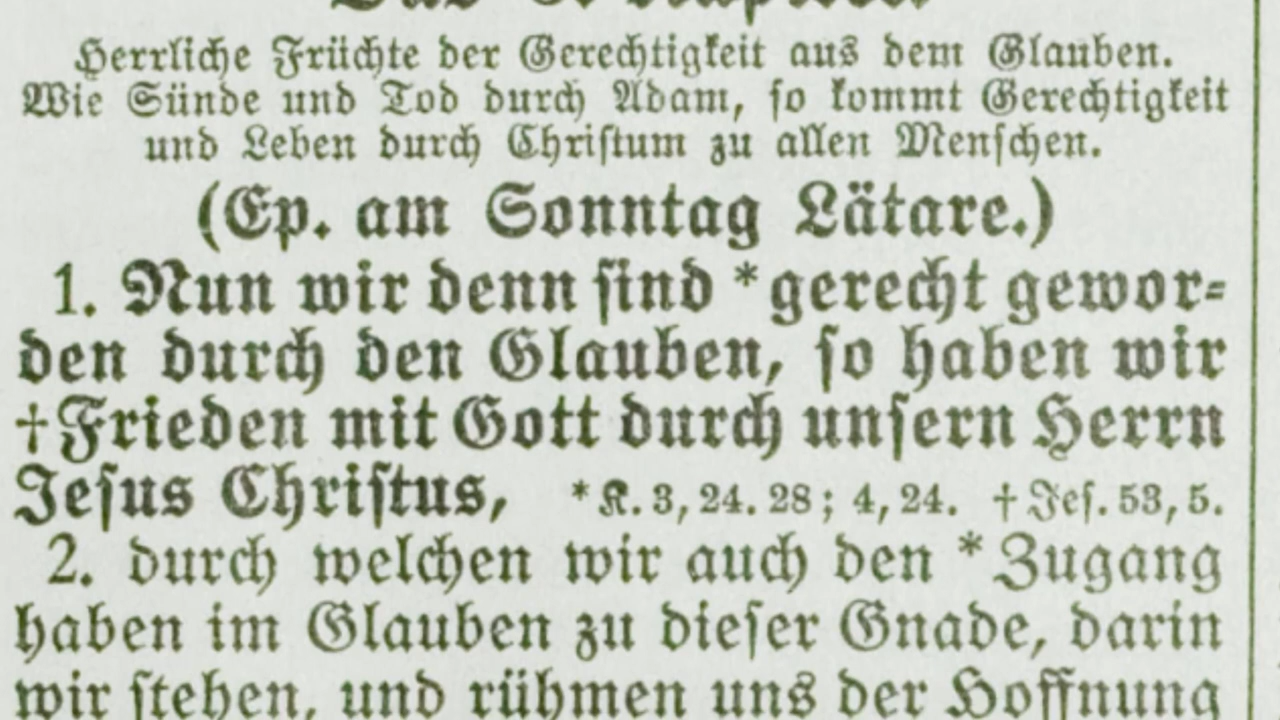 Herrliche Früchte der Gerechtigkeit aus dem Glauben.
Wie Sünde und Tod durch Adam, so kommt Gerechtigkeit
und Leben durch Christum zu allen Menschen.
(Ep. am Sonntag Lätare.)
1. Nun wir denn sind *gerecht gewor-
den durch den Glauben, so haben wir
†Frieden mit Gott durch unsern Herrn
Jesus Christus, *K. 3, 24. 28; 4, 24. †Jes. 53, 5.
2. durch welchen wir auch den *Zugang
haben im Glauben zu dieser Gnade, darin
wir stehen, und rühmen uns der Hoffnung